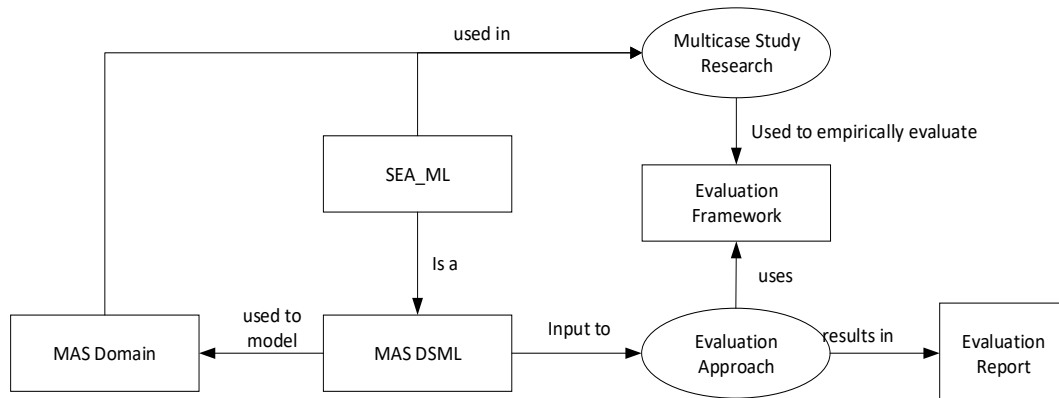 used in
Multicase Study
Research
Used to empirically evaluate
SEA_ML
Evaluation
Framework
Is a
uses
MAS Domain
used to
model
MAS DSML
Input to
Evaluation
Approach
results in
Evaluation
Report